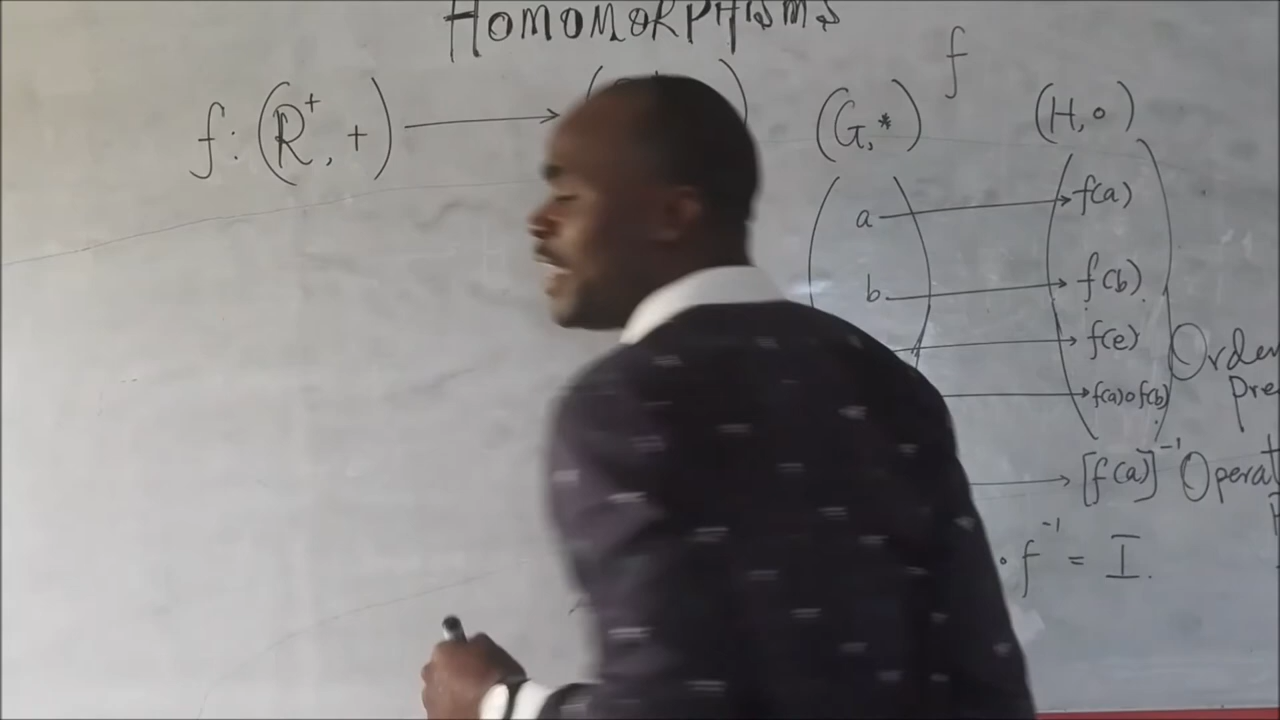 HOMOMORPHISMS
f: (R⁺, +) ⟶ (
f
(G, *) (H, ∘)
a ⟶ f(a)
b ⟶ f(b)
⟶ f(e)
⟶ f(a)∘f(b)
⟶ [f(a)]⁻¹
∘ f⁻¹ = I.
Order
Pre
Operat